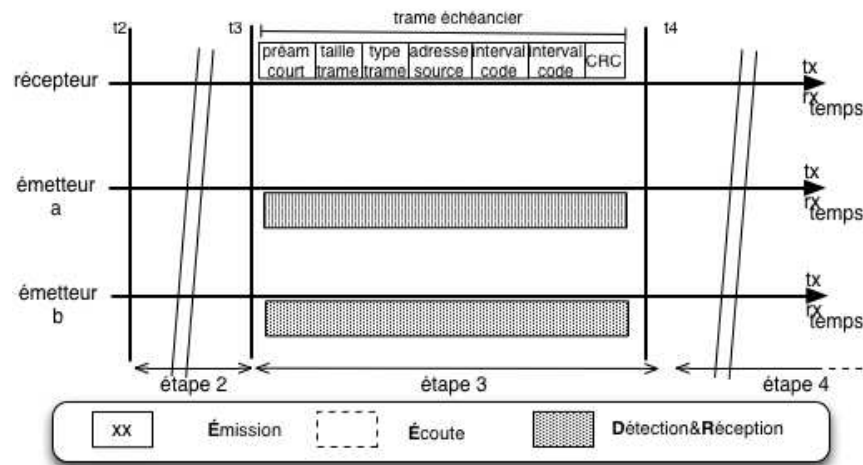 trame échéancier
t2
t3
t4
préam
court
taille
trame
type
trame
adresse
source
interval
code
interval
code
CRC
récepteur
tx
rx
temps
émetteur
a
tx
rx
temps
émetteur
b
tx
rx
temps
étape 2
étape 3
étape 4
xx
Émission
Écoute
Détection&Réception